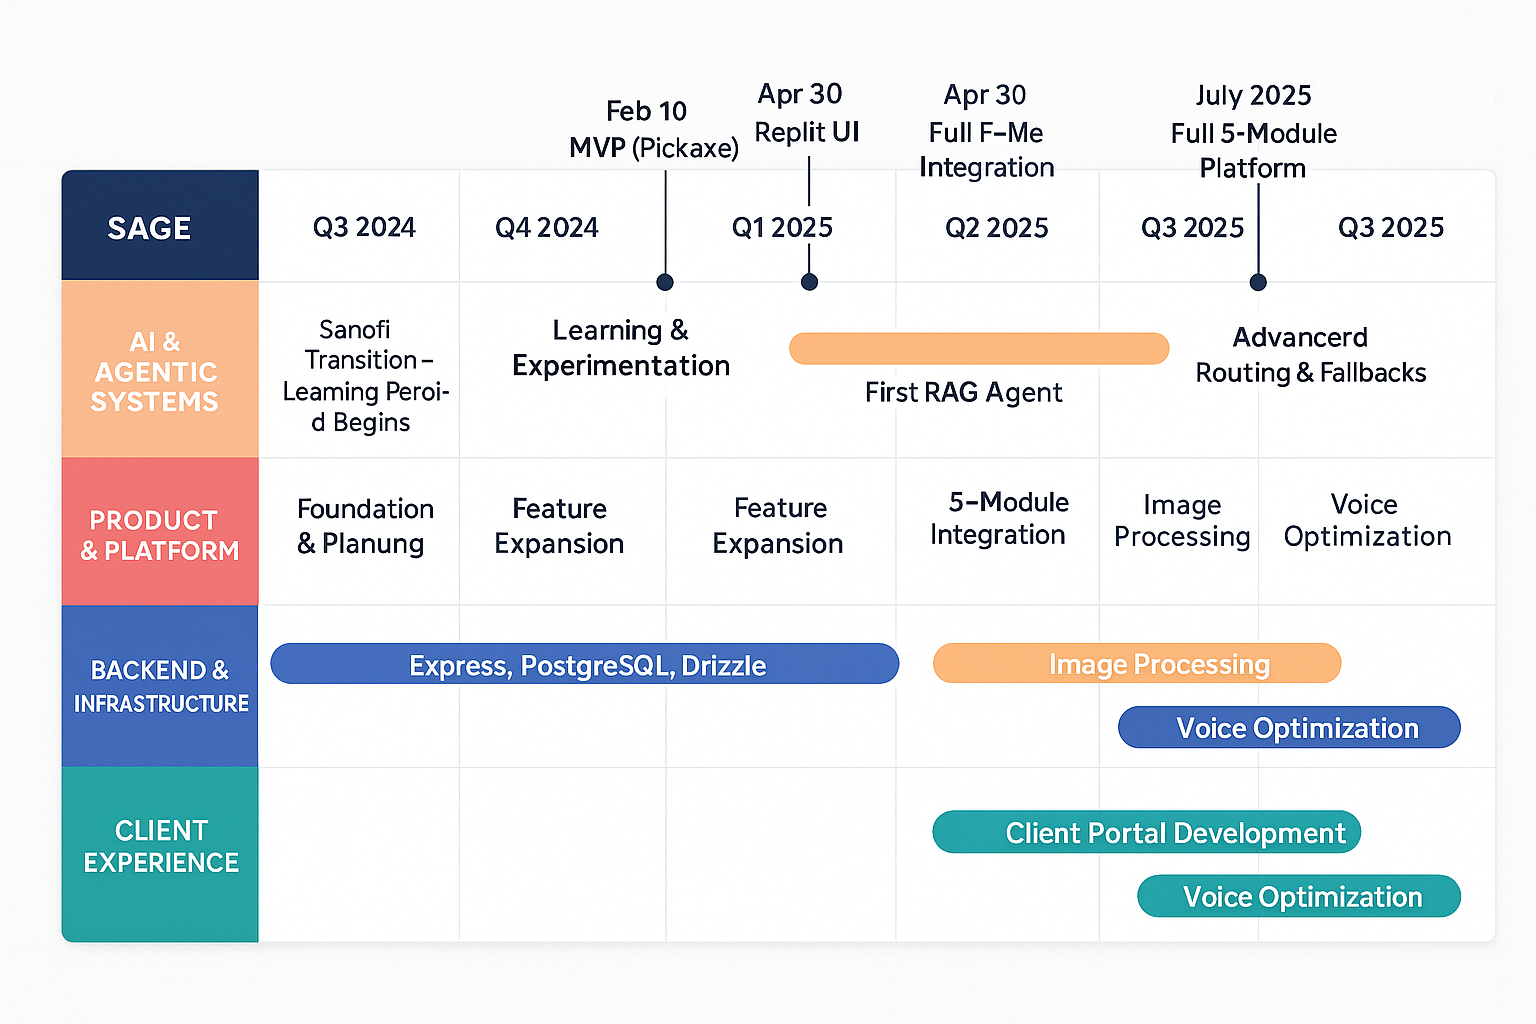 Feb 10
MVP (Pickaxe)
Apr 30
Replit UI
Apr 30
Full F–Me
Integration
July 2025
Full 5-Module
Platform
SAGE
Q3 2024
Q4 2024
Q1 2025
Q2 2025
Q3 2025
Q3 2025
AI &
AGENTIC
SYSTEMS
Sanofi
Transition –
Leaming Peroi-
d Begins
Learning &
Experimentation
First RAG Agent
Advancerd
Routing & Fallbacks
PRODUCT
& PLATFORM
Foundation
& Planung
Feature
Expansion
Feature
Expansion
5–Module
Integration
Image
Processing
Voice
Optimization
BACKEND &
INFRASTRUCTURE
Express, PostgreSQL, Drizzle
Image Processing
Voice Optimization
CLIENT
EXPERIENCE
Client Portal Development
Voice Optimization